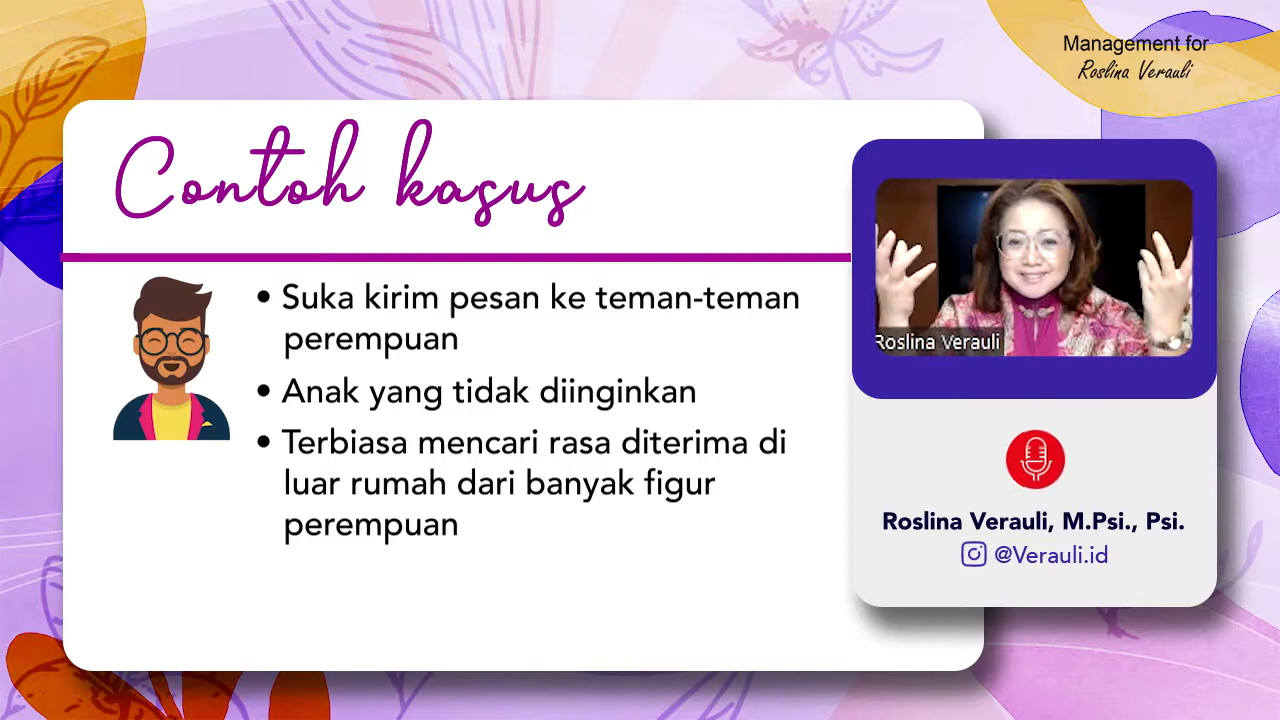 Management for
Roslina Verauli
Contoh kasus
• Suka kirim pesan ke teman-teman
perempuan
• Anak yang tidak diinginkan
• Terbiasa mencari rasa diterima di
luar rumah dari banyak figur
perempuan
Roslina Verauli
Roslina Verauli, M.Psi., Psi.
@Verauli.id